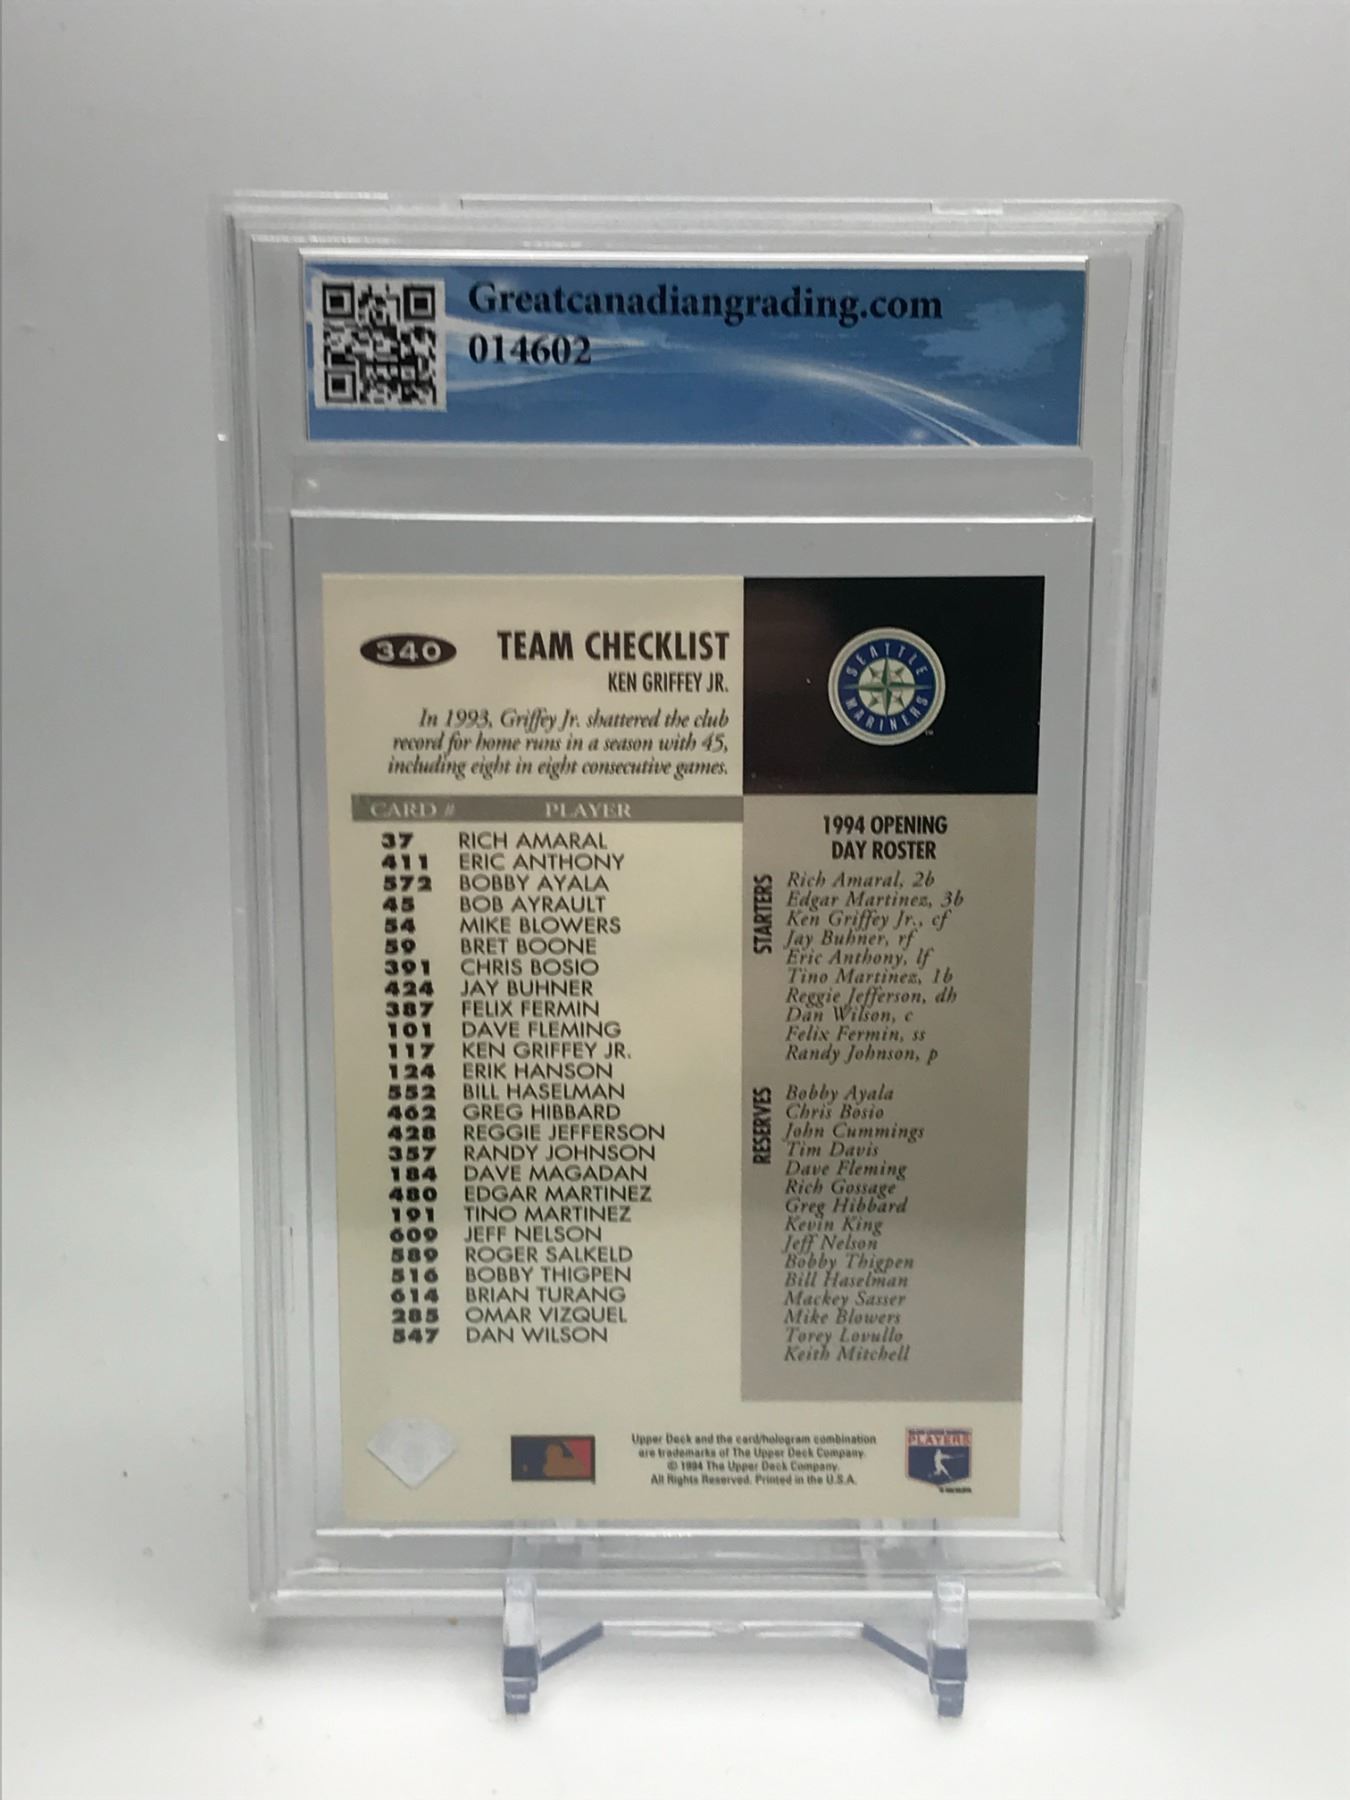 Greatcanadiangrading.com
014602
340
TEAM CHECKLIST
KEN GRIFFEY JR.
In 1993, Griffey Jr. shattered the club
record for home runs in a season with 45,
including eight in eight consecutive games.
CARD # PLAYER
37 RICH AMARAL
411 ERIC ANTHONY
572 BOBBY AYALA
45 BOB AYRAULT
54 MIKE BLOWERS
59 BRET BOONE
391 CHRIS BOSIO
424 JAY BUHNER
387 FELIX FERMIN
101 DAVE FLEMING
117 KEN GRIFFEY JR.
124 ERIK HANSON
552 BILL HASELMAN
462 GREG HIBBARD
428 REGGIE JEFFERSON
357 RANDY JOHNSON
184 DAVE MAGADAN
480 EDGAR MARTINEZ
191 TINO MARTINEZ
609 JEFF NELSON
589 ROGER SALKELD
516 BOBBY THIGPEN
614 BRIAN TURANG
285 OMAR VIZQUEL
547 DAN WILSON
SEATTLE
MARINERS
TM
1994 OPENING
DAY ROSTER
STARTERS
Rich Amaral, 2b
Edgar Martinez, 3b
Ken Griffey Jr., cf
Jay Buhner, rf
Eric Anthony, lf
Tino Martinez, 1b
Reggie Jefferson, dh
Dan Wilson, c
Felix Fermin, ss
Randy Johnson, p
RESERVES
Bobby Ayala
Chris Bosio
John Cummings
Tim Davis
Dave Fleming
Rich Gossage
Greg Hibbard
Kevin King
Jeff Nelson
Bobby Thigpen
Bill Haselman
Mackey Sasser
Mike Blowers
Torey Lovullo
Keith Mitchell
Upper Deck and the card/hologram combination
are trademarks of The Upper Deck Company.
© 1994 The Upper Deck Company.
All Rights Reserved. Printed in the U.S.A.
PLAYERS